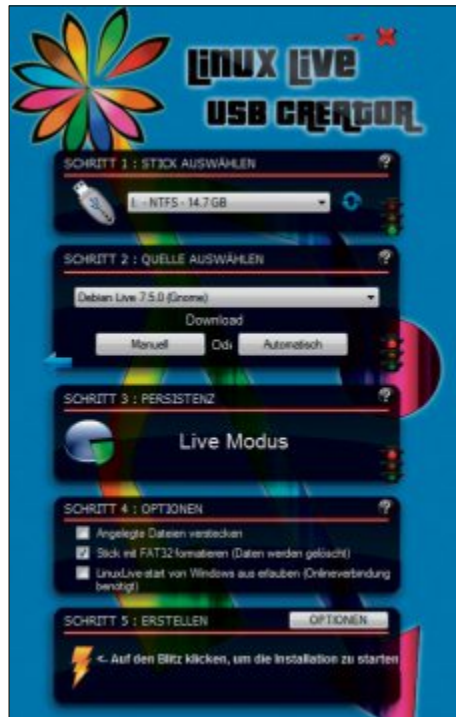 Linux Live
USB CREATOR
SCHRITT 1 : STICK AUSWÄHLEN
?
I: - NTFS - 14.7 GB
SCHRITT 2 : QUELLE AUSWÄHLEN
?
Debian Live 7.5.0 (Gnome)
Download
Manuell
Automatisch
SCHRITT 3 : PERSISTENZ
?
Live Modus
SCHRITT 4 : OPTIONEN
?
Angelegte Dateien verstecken
Stick mit FAT32 formatieren (Daten werden gelöscht)
LinuxLive-start von Windows aus erlauben (Onlineverbindung
benötigt)
SCHRITT 5 : ERSTELLEN
OPTIONEN
<- Auf den Blitz klicken, um die Installation zu starten